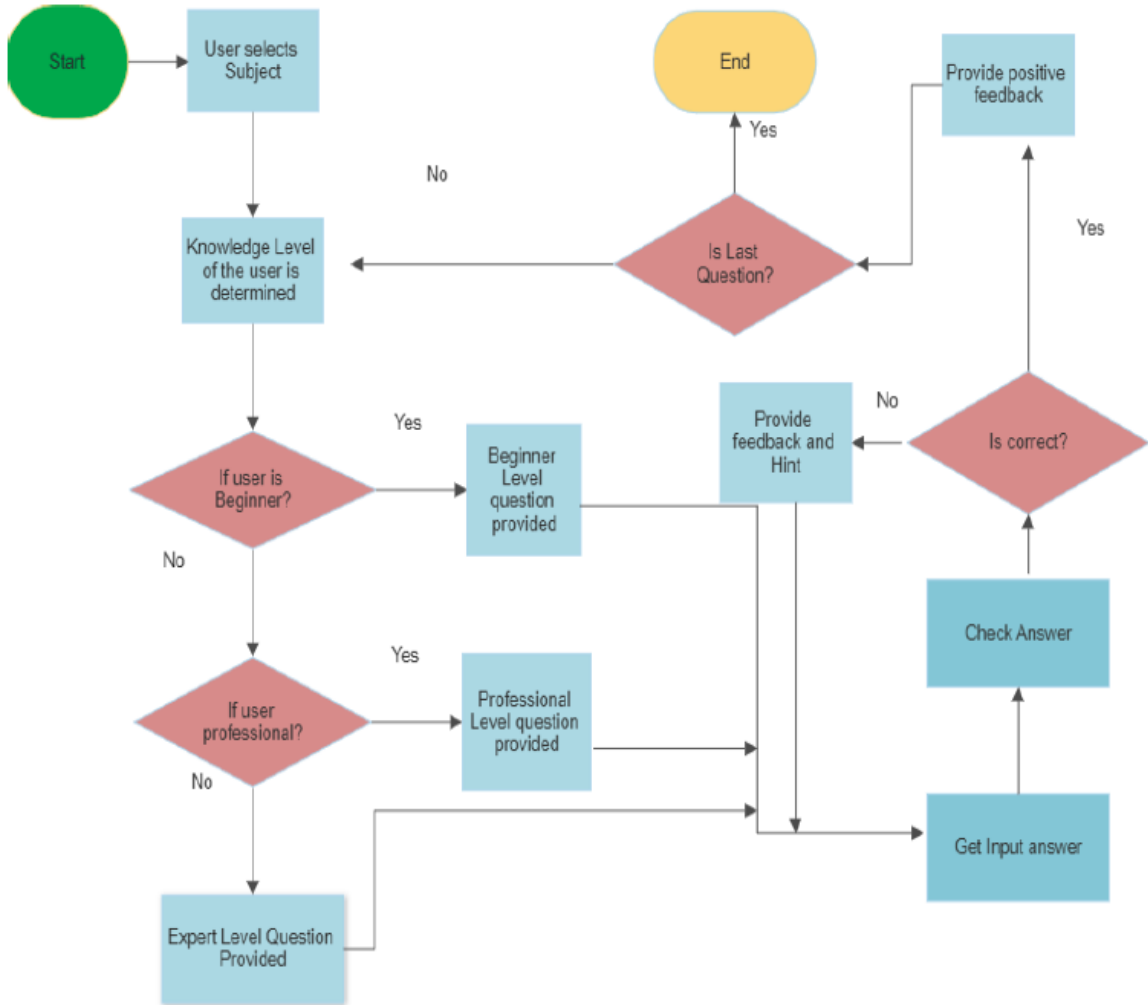 Start
User selects
Subject
End
Provide positive
feedback
Yes
No
Yes
Knowledge Level
of the user is
determined
Is Last
Question?
Provide
feedback and
Hint
No
Is correct?
Yes
If user is
Beginner?
Beginner
Level
question
provided
No
Check Answer
Yes
If user
professional?
Professional
Level question
provided
No
Get Input answer
Expert Level Question
Provided